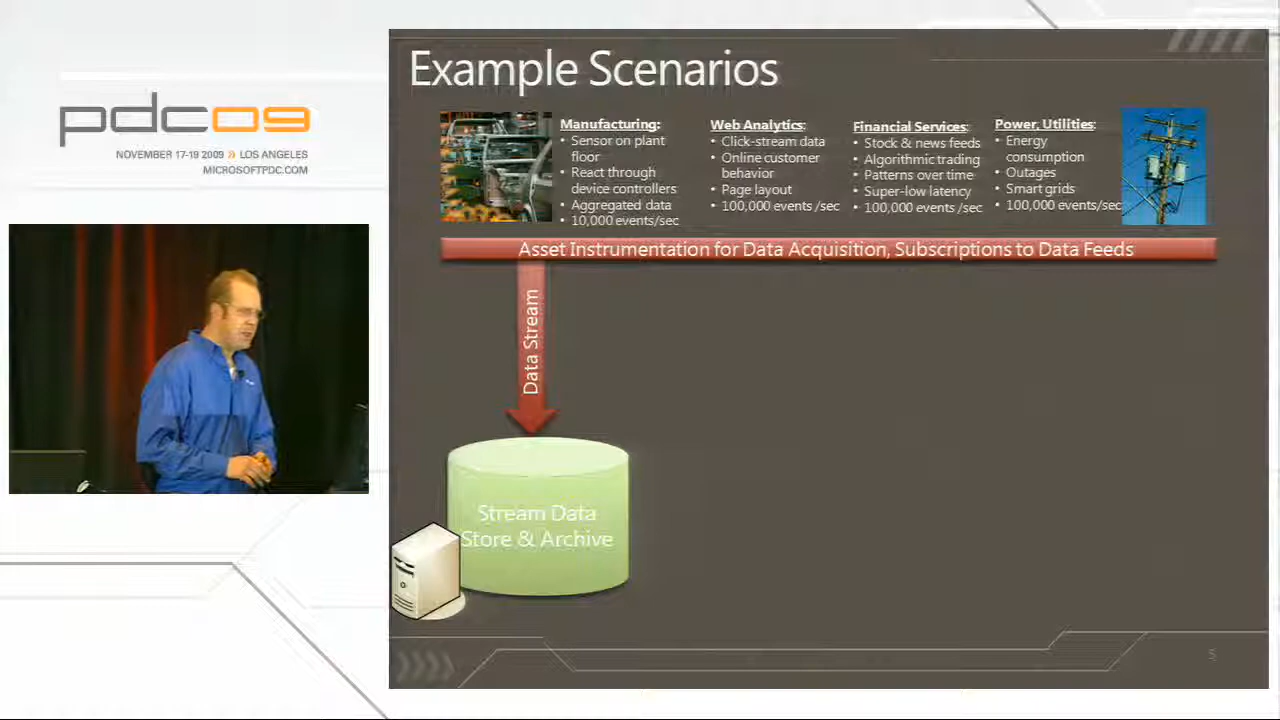 pdc09
NOVEMBER 17-19 2009 » LOS ANGELES
MICROSOFTPDC.COM
Example Scenarios
Manufacturing:
• Sensor on plant
floor
• React through
device controllers
• Aggregated data
• 10,000 events/sec
Web Analytics:
• Click-stream data
• Online customer
behavior
• Page layout
• 100,000 events /sec
Financial Services:
• Stock & news feeds
• Algorithmic trading
• Patterns over time
• Super-low latency
• 100,000 events /sec
Power, Utilities:
• Energy
consumption
• Outages
• Smart grids
• 100,000 events/sec
Asset Instrumentation for Data Acquisition, Subscriptions to Data Feeds
Data Stream
Stream Data
Store & Archive
5